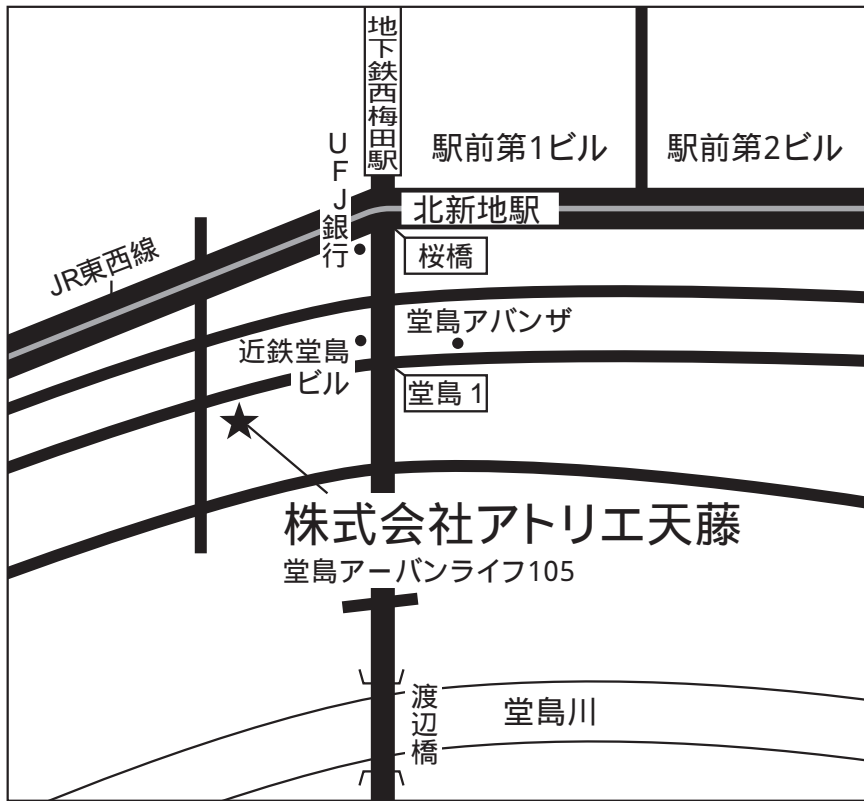 地下鉄西梅田駅
駅前第1ビル
駅前第2ビル
UFJ銀行
北新地駅
桜橋
JR東西線
堂島アバンザ
近鉄堂島
ビル
堂島1
株式会社アトリエ天藤
堂島アーバンライフ105
渡辺橋
堂島川